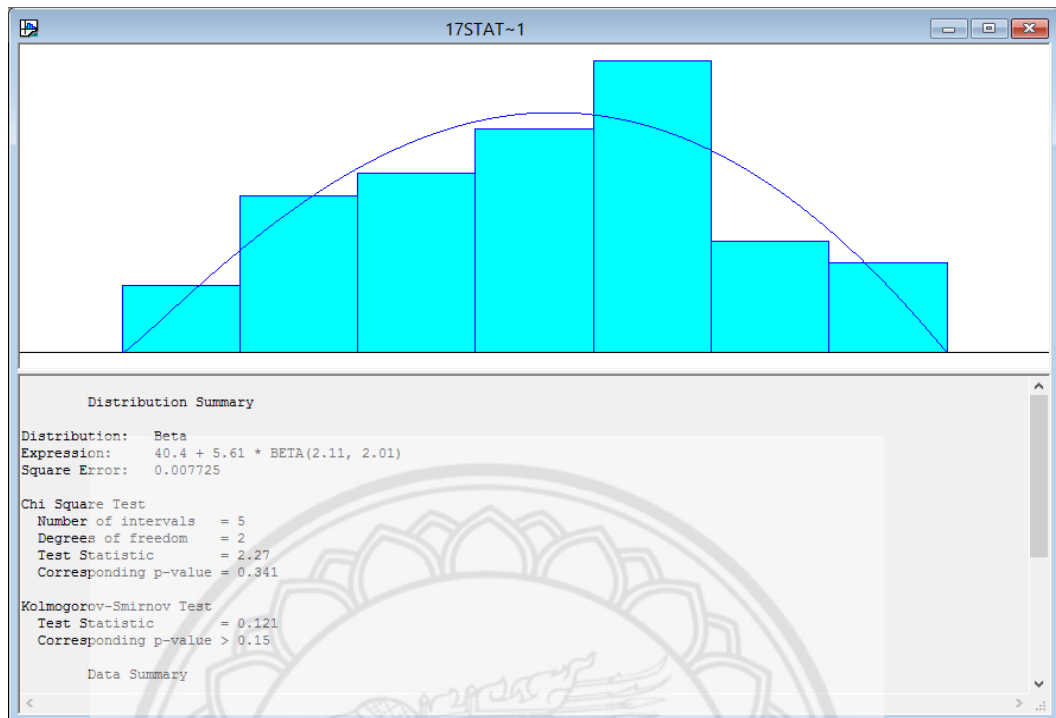 17STAT~1
Distribution Summary
Distribution: Beta
Expression: 40.4 + 5.61 * BETA(2.11, 2.01)
Square Error: 0.007725
Chi Square Test
Number of intervals = 5
Degrees of freedom = 2
Test Statistic = 2.27
Corresponding p-value = 0.341
Kolmogorov-Smirnov Test
Test Statistic = 0.121
Corresponding p-value > 0.15
Data Summary